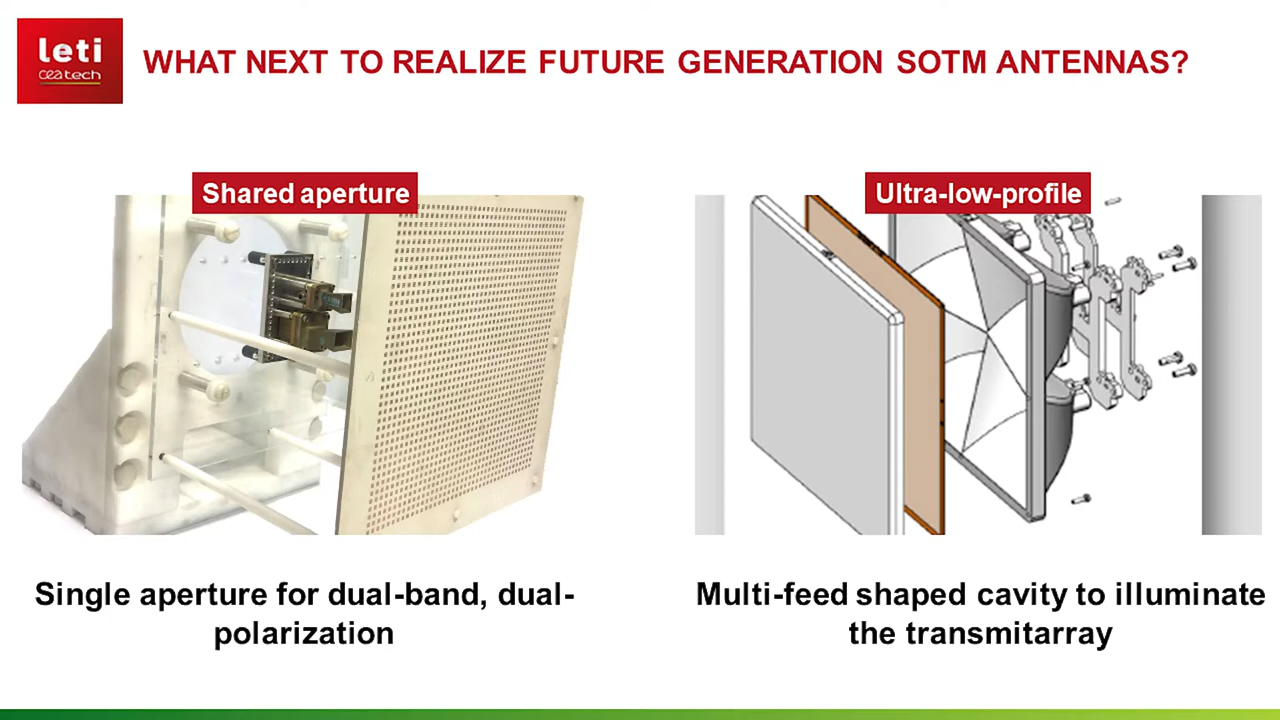 leti
ceatech
WHAT NEXT TO REALIZE FUTURE GENERATION SOTM ANTENNAS?
Shared aperture
Ultra-low-profile
Single aperture for dual-band, dual-
polarization
Multi-feed shaped cavity to illuminate
the transmitarray